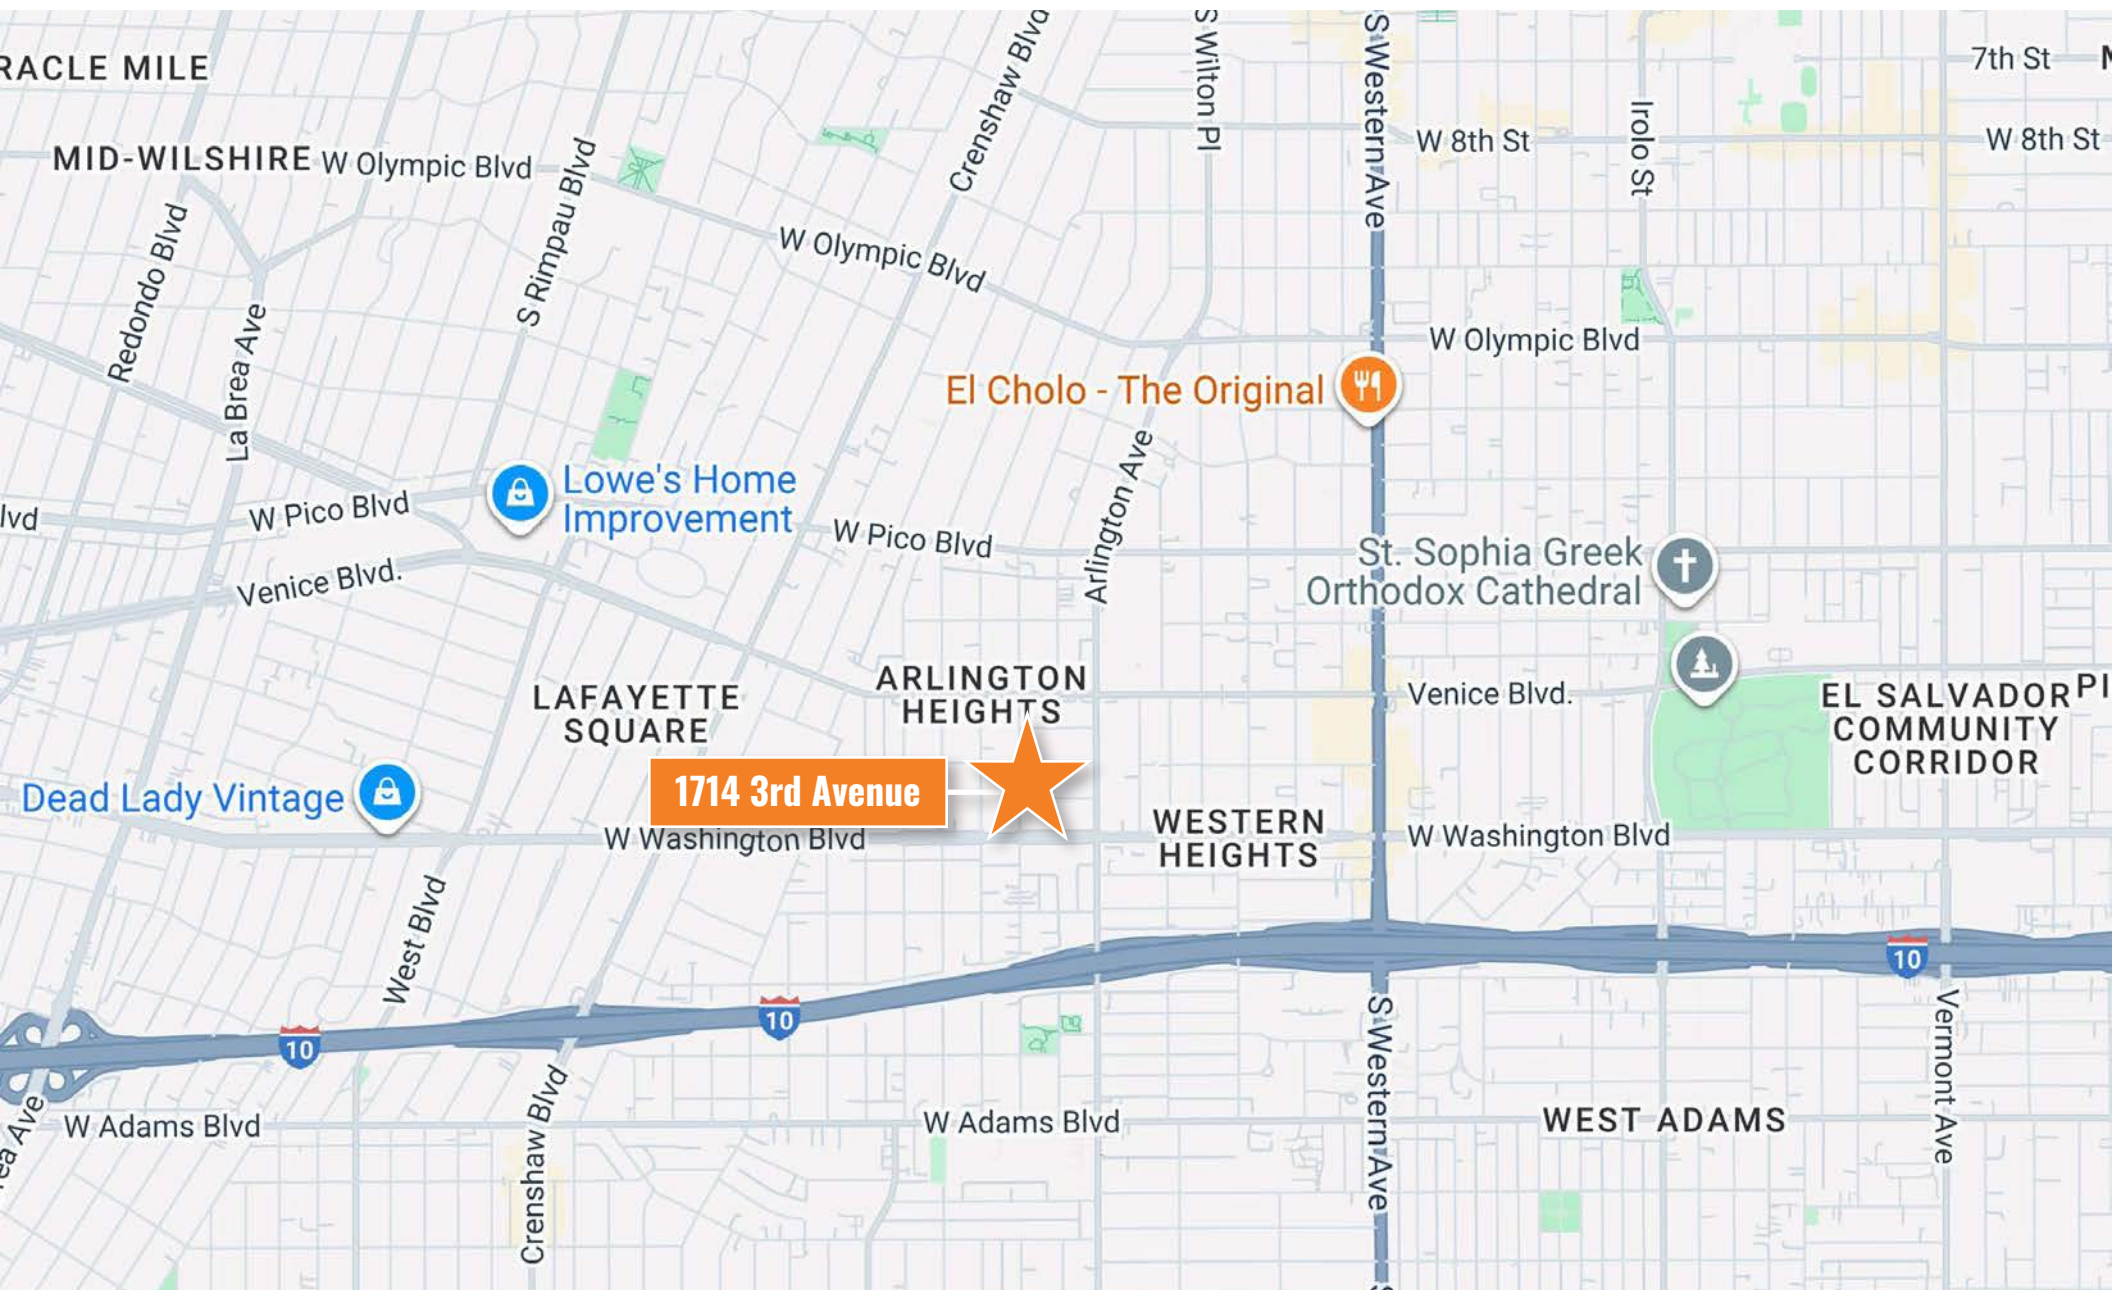 RACLE MILE
MID-WILSHIRE
W Olympic Blvd
Redondo Blvd
La Brea Ave
S Rimpau Blvd
Crenshaw Blvd
W Olympic Blvd
S Wilton Pl
S Western Ave
W 8th St
Irolo St
7th St
W 8th St
W Olympic Blvd
El Cholo - The Original
Lowe's Home
Improvement
lvd
W Pico Blvd
W Pico Blvd
Arlington Ave
Venice Blvd.
St. Sophia Greek
Orthodox Cathedral
LAFAYETTE
SQUARE
ARLINGTON
HEIGHTS
Venice Blvd.
EL SALVADOR
COMMUNITY
CORRIDOR
PI
1714 3rd Avenue
Dead Lady Vintage
W Washington Blvd
WESTERN
HEIGHTS
W Washington Blvd
West Blvd
10
10
10
ea Ave
W Adams Blvd
Crenshaw Blvd
W Adams Blvd
S Western Ave
WEST ADAMS
Vermont Ave